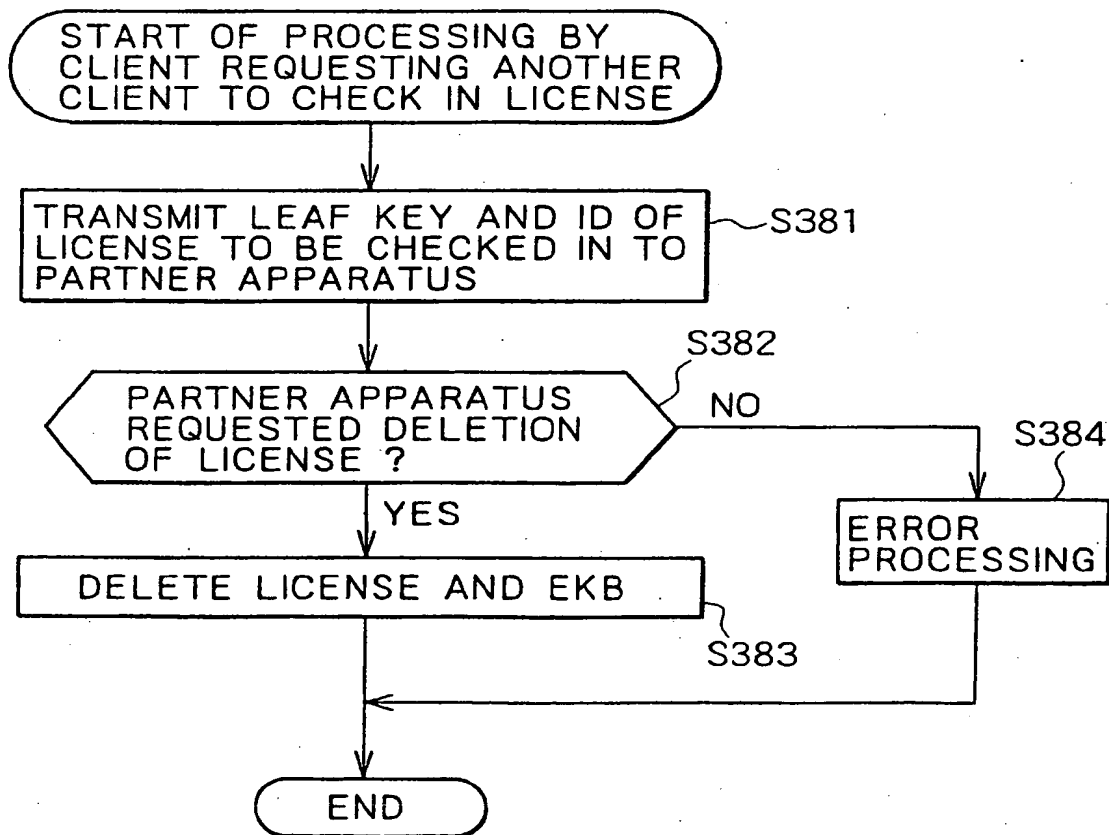 START OF PROCESSING BY
CLIENT REQUESTING ANOTHER
CLIENT TO CHECK IN LICENSE
TRANSMIT LEAF KEY AND ID OF
LICENSE TO BE CHECKED IN TO
PARTNER APPARATUS
S381
S382
PARTNER APPARATUS
REQUESTED DELETION
OF LICENSE ?
NO
S384
YES
ERROR
PROCESSING
DELETE LICENSE AND EKB
S383
END